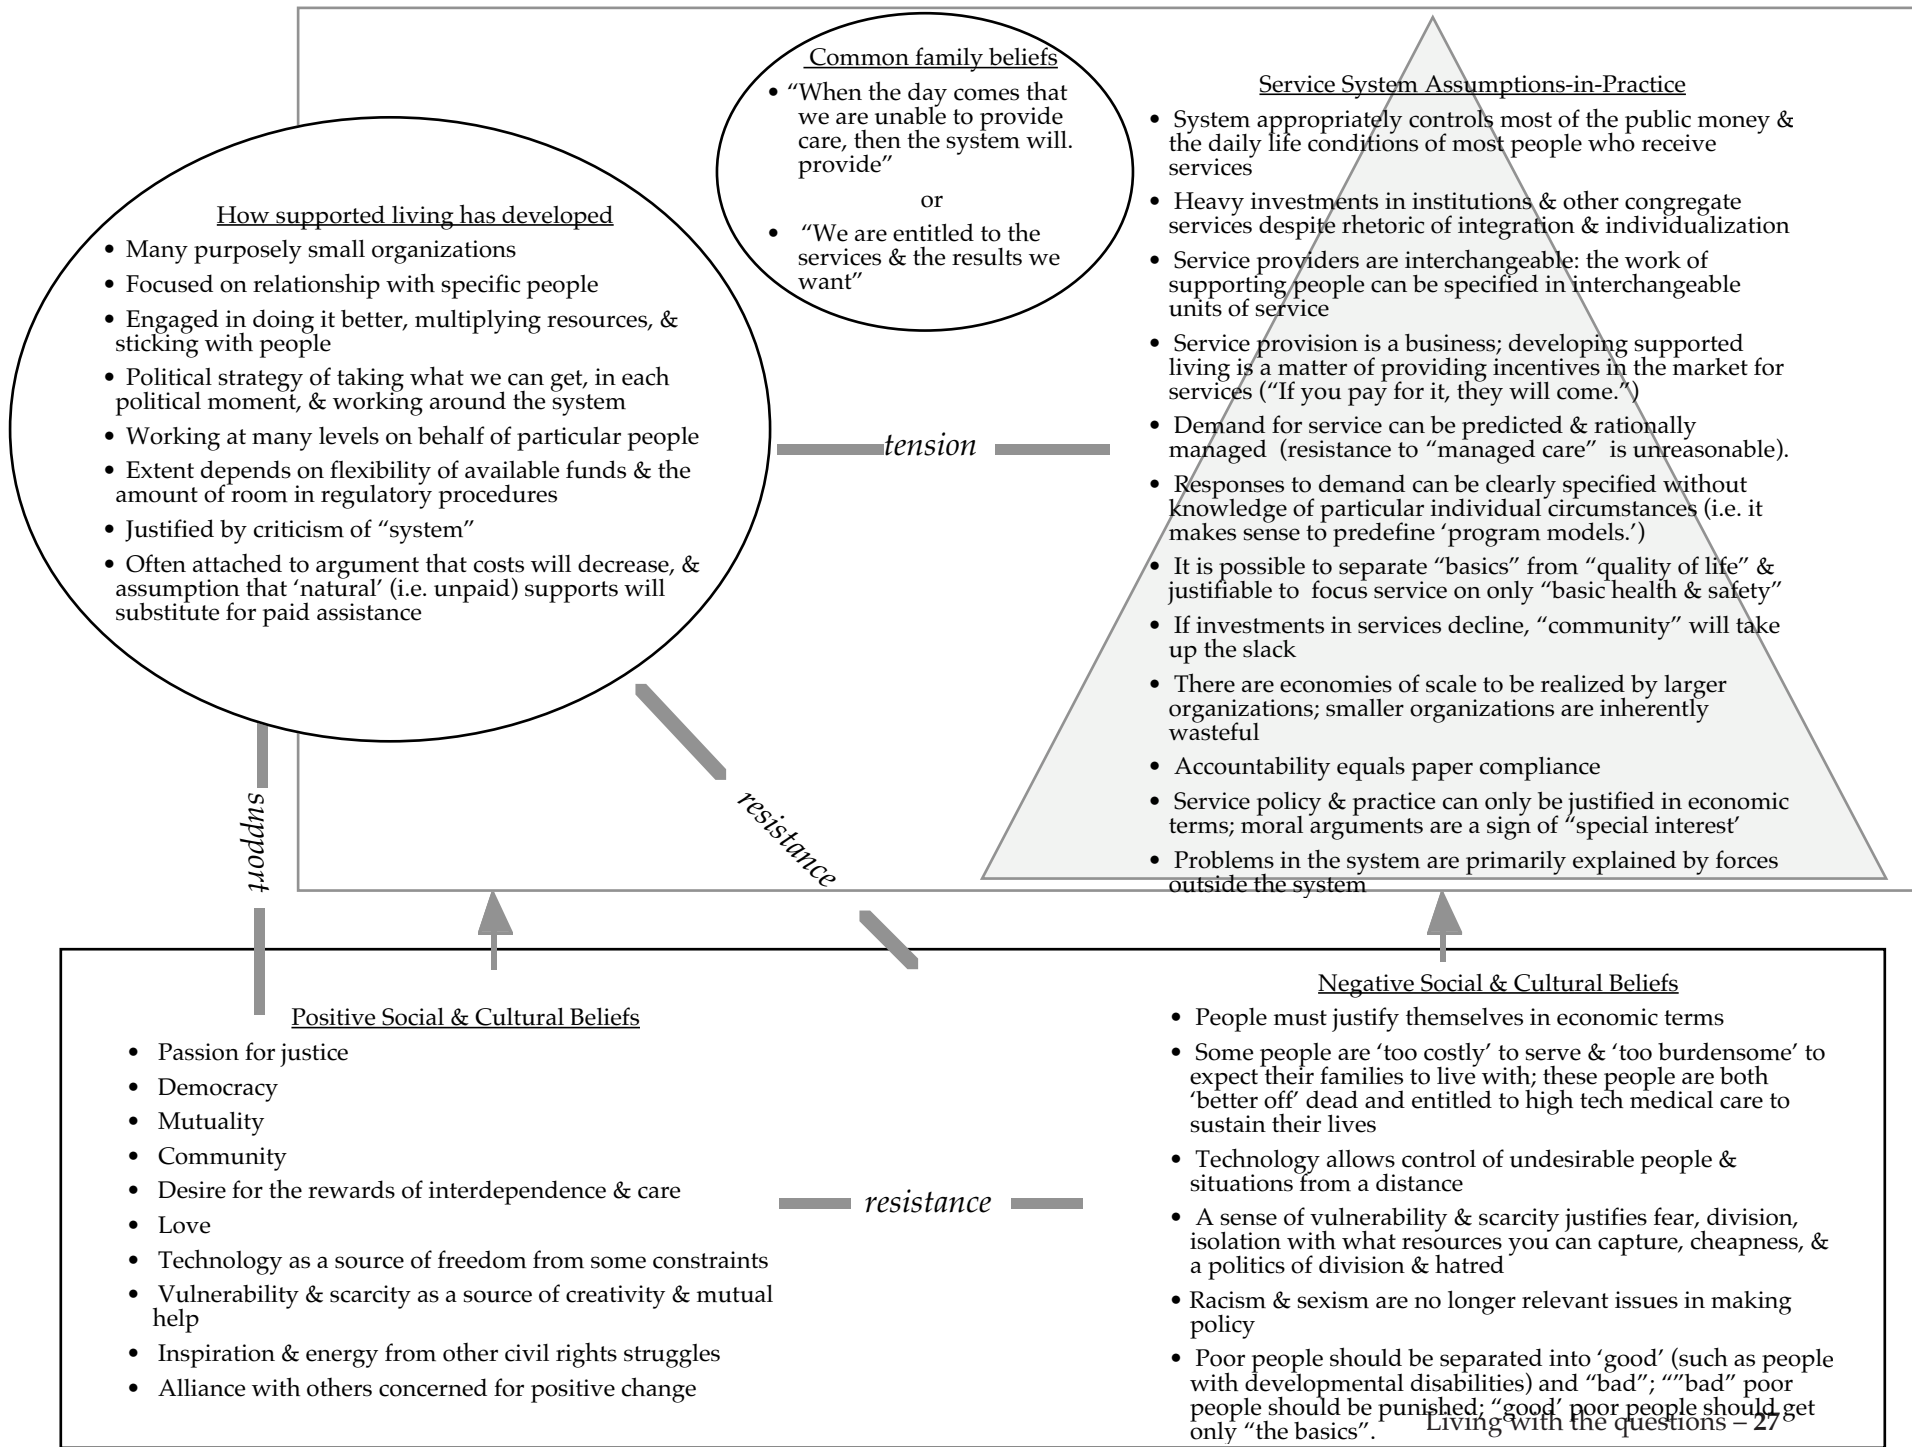 Common family beliefs
• “When the day comes that
we are unable to provide
care, then the system will.
provide”
or
• “We are entitled to the
services & the results we
want”
How supported living has developed
• Many purposely small organizations
• Focused on relationship with specific people
• Engaged in doing it better, multiplying resources, &
sticking with people
• Political strategy of taking what we can get, in each
political moment, & working around the system
• Working at many levels on behalf of particular people
• Extent depends on flexibility of available funds & the
amount of room in regulatory procedures
• Justified by criticism of “system”
• Often attached to argument that costs will decrease, &
assumption that ‘natural’ (i.e. unpaid) supports will
substitute for paid assistance
tension
Service System Assumptions-in-Practice
• System appropriately controls most of the public money &
the daily life conditions of most people who receive
services
• Heavy investments in institutions & other congregate
services despite rhetoric of integration & individualization
• Service providers are interchangeable: the work of
supporting people can be specified in interchangeable
units of service
• Service provision is a business; developing supported
living is a matter of providing incentives in the market for
services (“If you pay for it, they will come.”)
• Demand for service can be predicted & rationally
managed (resistance to “managed care” is unreasonable).
• Responses to demand can be clearly specified without
knowledge of particular individual circumstances (i.e. it
makes sense to predefine ‘program models.’)
• It is possible to separate “basics” from “quality of life” &
justifiable to focus service on only “basic health & safety”
• If investments in services decline, “community” will take
up the slack
• There are economies of scale to be realized by larger
organizations; smaller organizations are inherently
wasteful
• Accountability equals paper compliance
• Service policy & practice can only be justified in economic
terms; moral arguments are a sign of “special interest’
• Problems in the system are primarily explained by forces
outside the system
support
resistance
Positive Social & Cultural Beliefs
• Passion for justice
• Democracy
• Mutuality
• Community
• Desire for the rewards of interdependence & care
• Love
• Technology as a source of freedom from some constraints
• Vulnerability & scarcity as a source of creativity & mutual
help
• Inspiration & energy from other civil rights struggles
• Alliance with others concerned for positive change
resistance
Negative Social & Cultural Beliefs
• People must justify themselves in economic terms
• Some people are ‘too costly’ to serve & ‘too burdensome’ to
expect their families to live with; these people are both
‘better off’ dead and entitled to high tech medical care to
sustain their lives
• Technology allows control of undesirable people &
situations from a distance
• A sense of vulnerability & scarcity justifies fear, division,
isolation with what resources you can capture, cheapness, &
a politics of division & hatred
• Racism & sexism are no longer relevant issues in making
policy
• Poor people should be separated into ‘good’ (such as people
with developmental disabilities) and “bad”; “”bad” poor
people should be punished; “good’ poor people should get
only “the basics”.
Living with the questions – 27